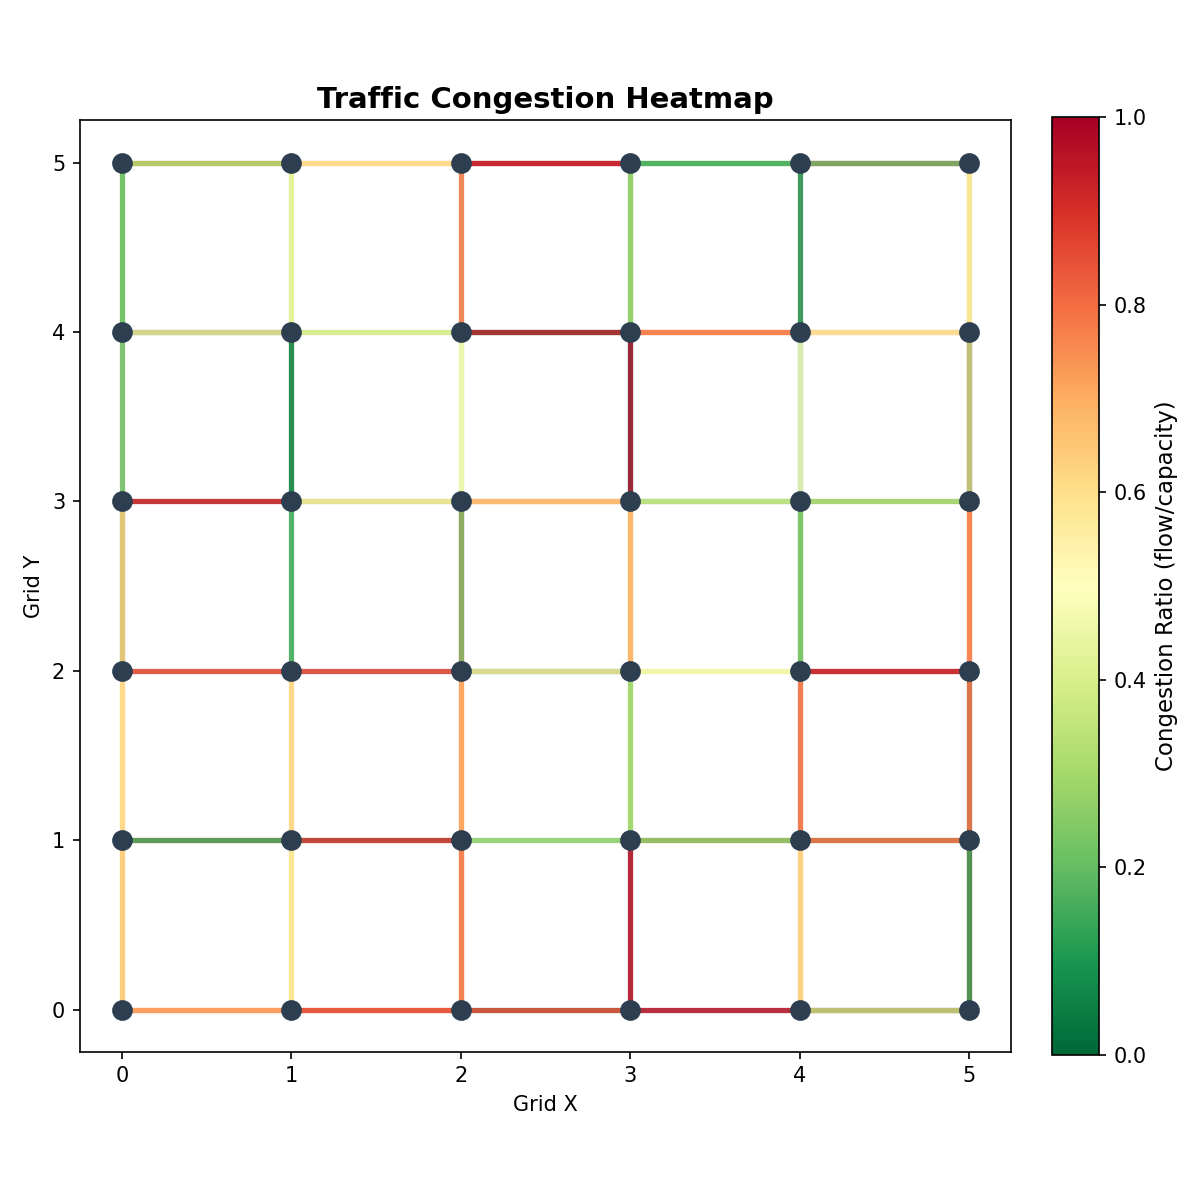 Traffic Congestion Heatmap
5
4
3
2
1
0
Grid Y
0 1 2 3 4 5
Grid X
1.0
0.8
0.6
0.4
0.2
0.0
Congestion Ratio (flow/capacity)